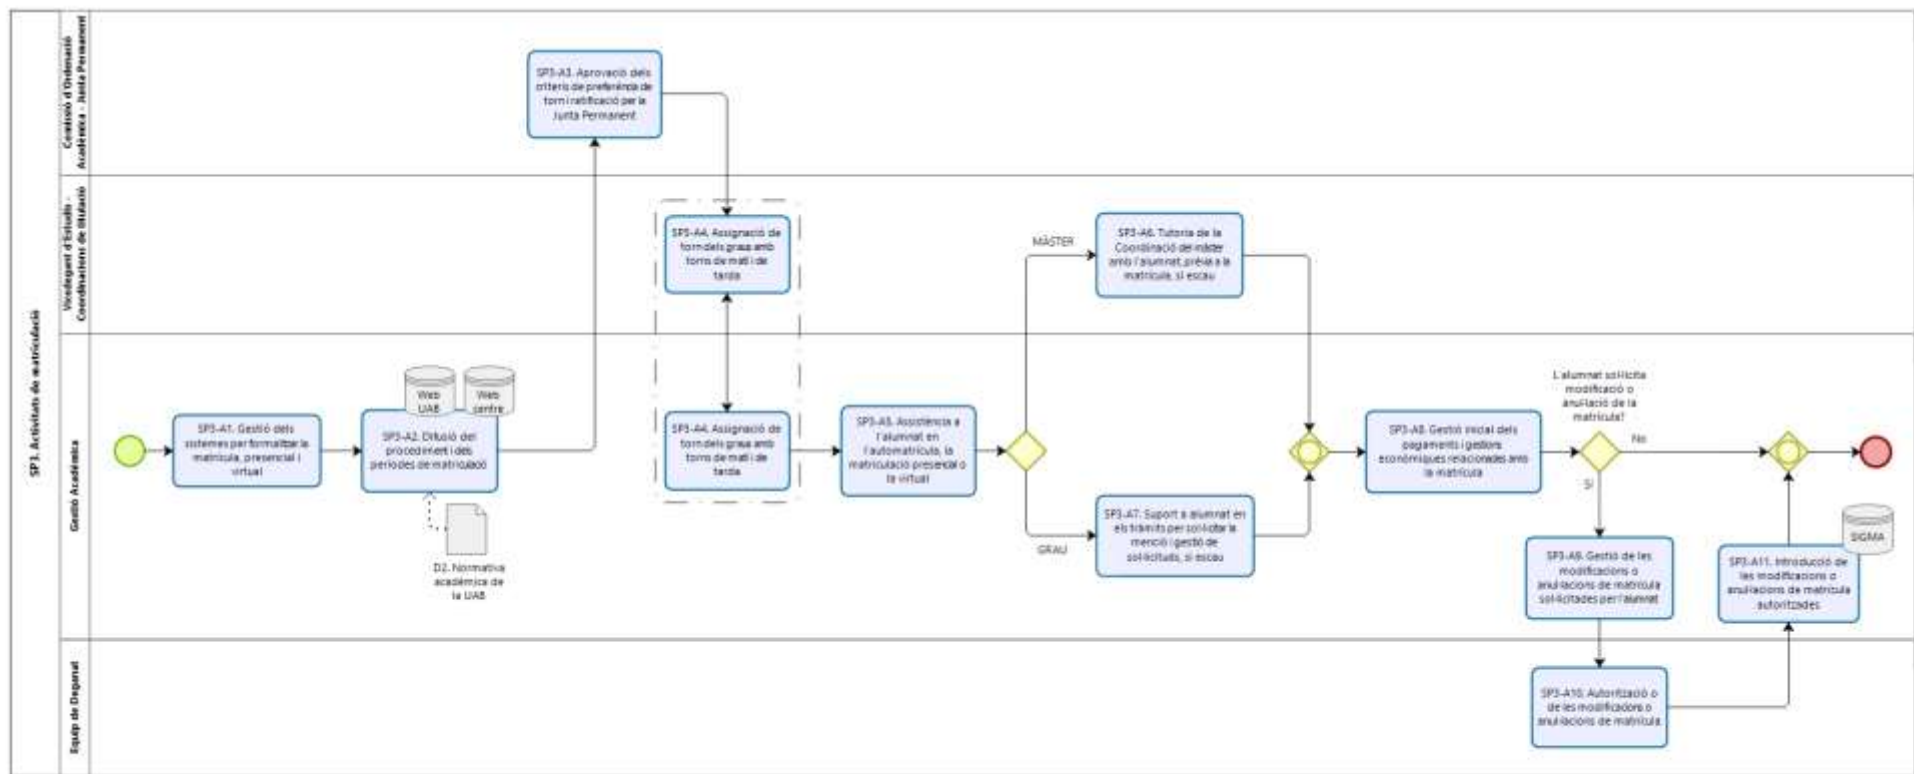 SP3. Activitats de matriculació
Comissió d'Ordenació
Acadèmica - Junta Permanent
Vicedeganat d'Estudis -
Coordinacions de titulació
Gestió Acadèmica
Equip de Deganat
SP3-A3. Aprovació dels
criteris de preferència de
torn i ratificació per la
Junta Permanent
SP3-A4. Assignació de
torn dels graus amb
torns de matí i de
tarda
MÀSTER
SP3-A6. Tutoria de la
Coordinació del màster
amb l'alumnat, prèvia a la
matrícula, si escau
SP3-A1. Gestió dels
sistemes per formalitzar la
matrícula, presencial i
virtual
Web
UAB
Web
centre
SP3-A2. Difusió del
procediment i dels
períodes de matriculació
D2. Normativa
acadèmica de
la UAB
SP3-A4. Assignació de
torn dels graus amb
torns de matí i de
tarda
SP3-A5. Assistència a
l'alumnat en
l'automatrícula, la
matriculació presencial o
la virtual
GRAU
SP3-A7. Suport a alumnat en
els tràmits per sol·licitar la
menció i gestió de
sol·licituds, si escau
SP3-A8. Gestió inicial dels
pagaments i gestions
econòmiques relacionades amb
la matrícula
L'alumnat sol·licita
modificació o
anul·lació de la
matrícula?
No
SI
SP3-A9. Gestió de les
modificacions o
anul·lacions de matrícula
sol·licitades per l'alumnat
SIGMA
SP3-A11. Introducció de
les modificacions o
anul·lacions de matrícula
autoritzades
SP3-A10. Autorització o
de les modificacions o
anul·lacions de matrícula